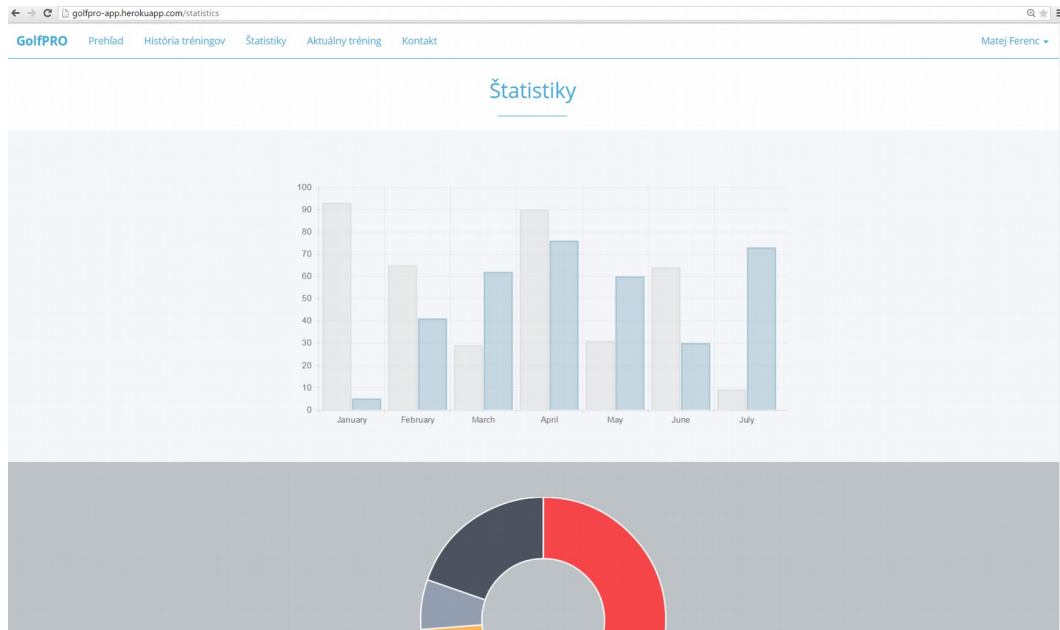 golfpro-app.herokuapp.com/statistics
GolfPRO Prehľad História tréningov Štatistiky Aktuálny tréning Kontakt Matej Ferenc
Štatistiky
100
90
80
70
60
50
40
30
20
10
0
January February March April May June July